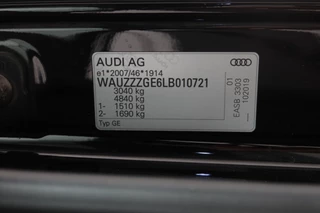 AUDI AG
e1*2007/46*1914
WAUZZZGE6LB010721
3040 kg
4840 kg
1- 1510 kg
2- 1690 kg
Typ GE
01
EASB 3303
102019